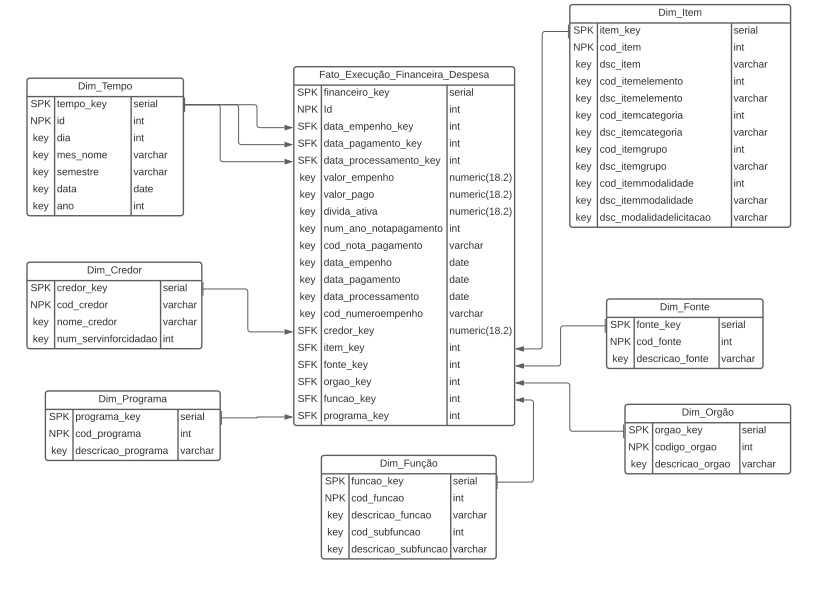 Dim_Item
SPK item_key serial
NPK cod_item int
key dsc_item varchar
key cod_itemelemento int
key dsc_itemelemento varchar
key cod_itemcategoria int
key dsc_itemcategoria varchar
key cod_itemgrupo int
key dsc_itemgrupo varchar
key cod_itemmodalidade int
key dsc_itemmodalidade varchar
key dsc_modalidadelicitacao varchar
Fato_Execução_Financeira_Despesa
SPK financeiro_key serial
NPK Id int
SFK data_empenho_key int
SFK data_pagamento_key int
SFK data_processamento_key int
key valor_empenho numeric(18.2)
key valor_pago numeric(18.2)
key divida_ativa numeric(18.2)
key num_ano_notapagamento int
key cod_nota_pagamento varchar
key data_empenho date
key data_pagamento date
key data_processamento date
key cod_numeroempenho varchar
SFK credor_key numeric(18.2)
SFK item_key int
SFK fonte_key int
SFK orgao_key int
SFK funcao_key int
SFK programa_key int
Dim_Tempo
SPK tempo_key serial
NPK id int
key dia int
key mes_nome varchar
key semestre varchar
key data date
key ano int
Dim_Credor
SPK credor_key serial
NPK cod_credor varchar
key nome_credor varchar
key num_servinforcidadao int
Dim_Fonte
SPK fonte_key serial
NPK cod_fonte int
key descricao_fonte varchar
Dim_Programa
SPK programa_key serial
NPK cod_programa int
key descricao_programa varchar
Dim_Orgão
SPK orgao_key serial
NPK codigo_orgao int
key descricao_orgao varchar
Dim_Função
SPK funcao_key serial
NPK cod_funcao int
key descricao_funcao varchar
key cod_subfuncao int
key descricao_subfuncao varchar